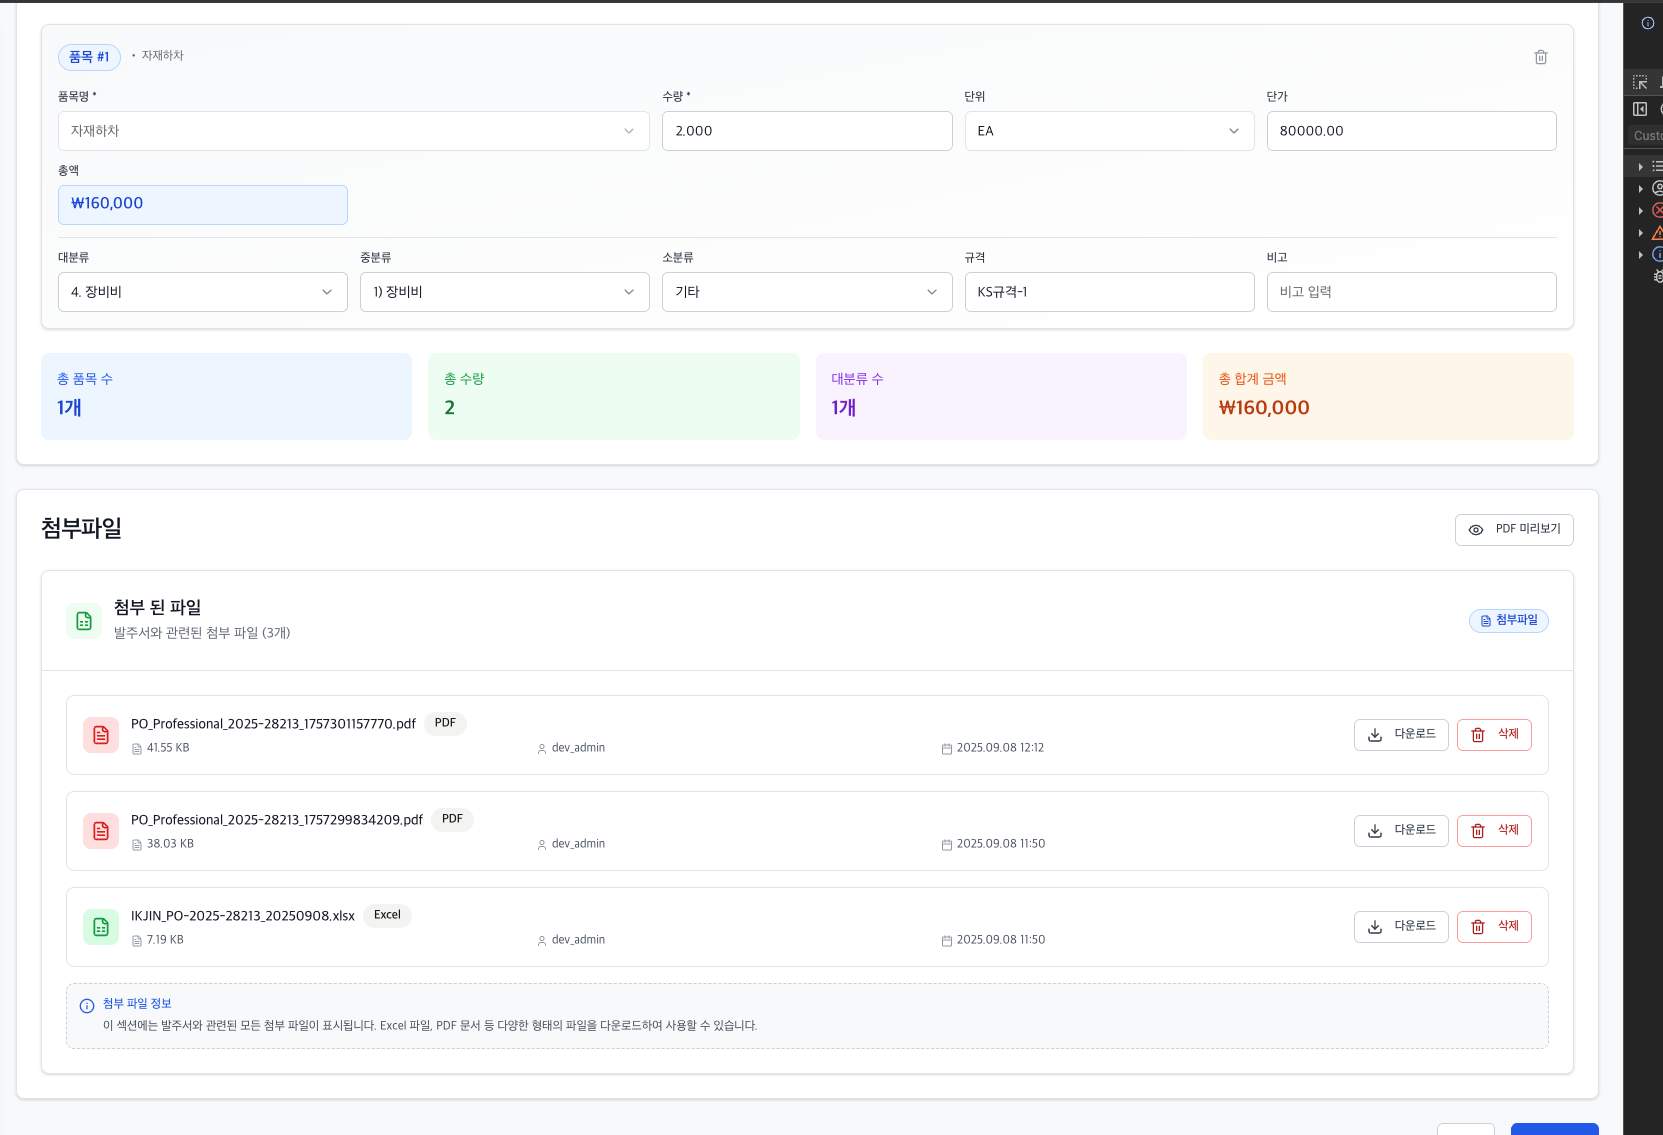 품목 #1 • 자재하차
품목명 * 수량 * 단위 단가
자재하차 2.000 EA 80000.00
총액
₩160,000
대분류 중분류 소분류 규격 비고
4. 장비비 1) 장비비 기타 KS규격-1 비고 입력
총 품목 수 총 수량 대분류 수 총 합계 금액
1개 2 1개 ₩160,000
첨부파일 PDF 미리보기
첨부 된 파일
발주서와 관련된 첨부 파일 (3개)
첨부파일
PO_Professional_2025-28213_1757301157770.pdf PDF
41.55 KB dev_admin 2025.09.08 12:12 다운로드 삭제
PO_Professional_2025-28213_1757299834209.pdf PDF
38.03 KB dev_admin 2025.09.08 11:50 다운로드 삭제
IKJIN_PO-2025-28213_20250908.xlsx Excel
7.19 KB dev_admin 2025.09.08 11:50 다운로드 삭제
첨부 파일 정보
이 섹션에는 발주서와 관련된 모든 첨부 파일이 표시됩니다. Excel 파일, PDF 문서 등 다양한 형태의 파일을 다운로드하여 사용할 수 있습니다.